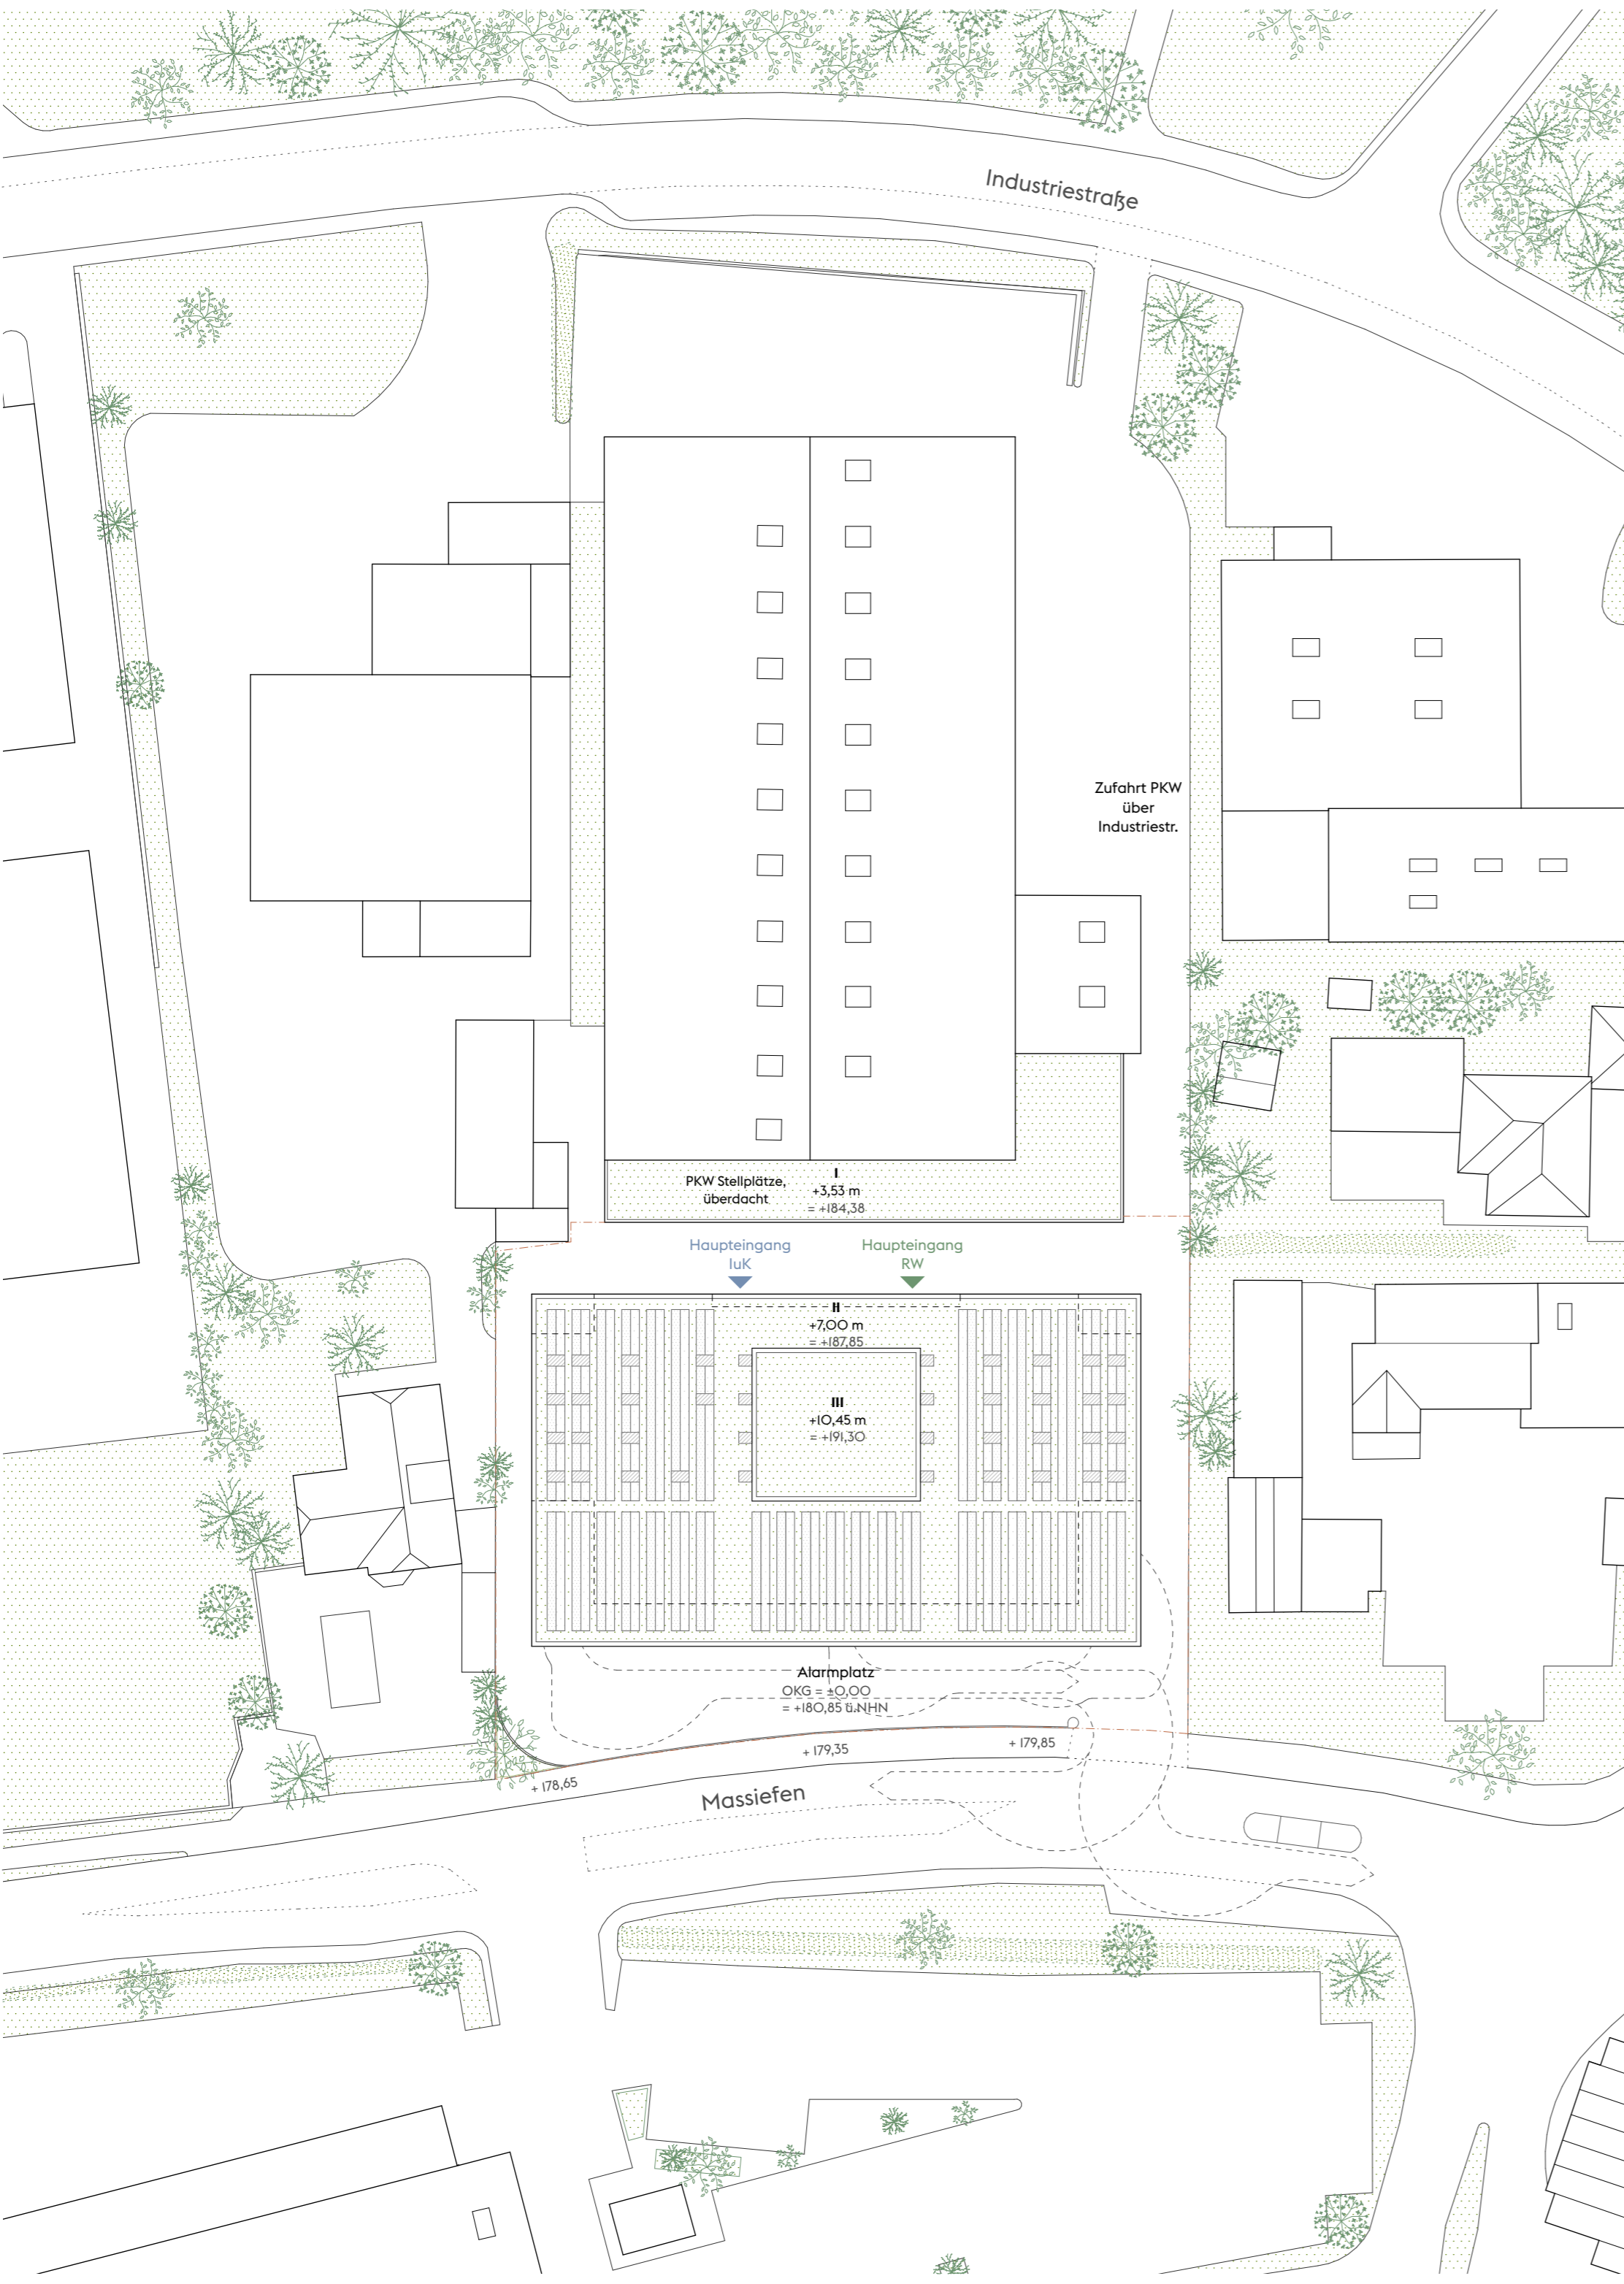 Industriestraße
Zufahrt PKW
über
Industriestr.
PKW Stellplätze,
überdacht
I
+3,53 m
= +184,38
Haupteingang
IuK
Haupteingang
RW
II
+7,00 m
= +187,85
III
+10,45 m
= +191,30
Alarmplatz
OKG = ±0,00
= +180,85 ü.NHN
+ 179,35
+ 179,85
+ 178,65
Massiefen